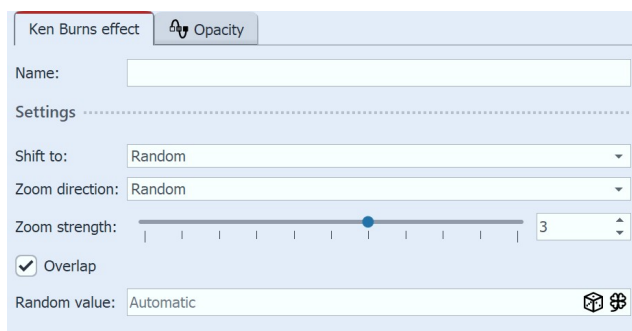 Ken Burns effect Opacity
Name:
Settings
Shift to: Random
Zoom direction: Random
Zoom strength: 3
Overlap
Random value: Automatic